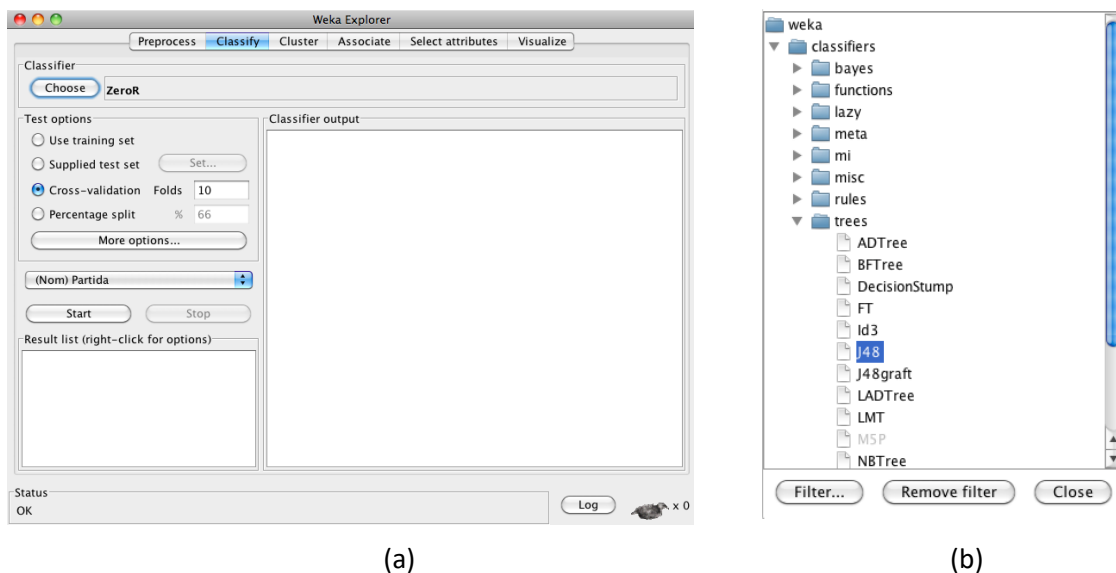 Weka Explorer
Preprocess Classify Cluster Associate Select attributes Visualize
Classifier
Choose ZeroR
Test options
Use training set
Supplied test set Set...
Cross-validation Folds 10
Percentage split % 66
More options...
(Nom) Partida
Start Stop
Result list (right-click for options)
Classifier output
Status
OK
Log x 0
(a)
weka
classifiers
bayes
functions
lazy
meta
mi
misc
rules
trees
ADTree
BFTree
DecisionStump
FT
Id3
J48
J48graft
LADTree
LMT
M5P
NBTree
Filter... Remove filter Close
(b)